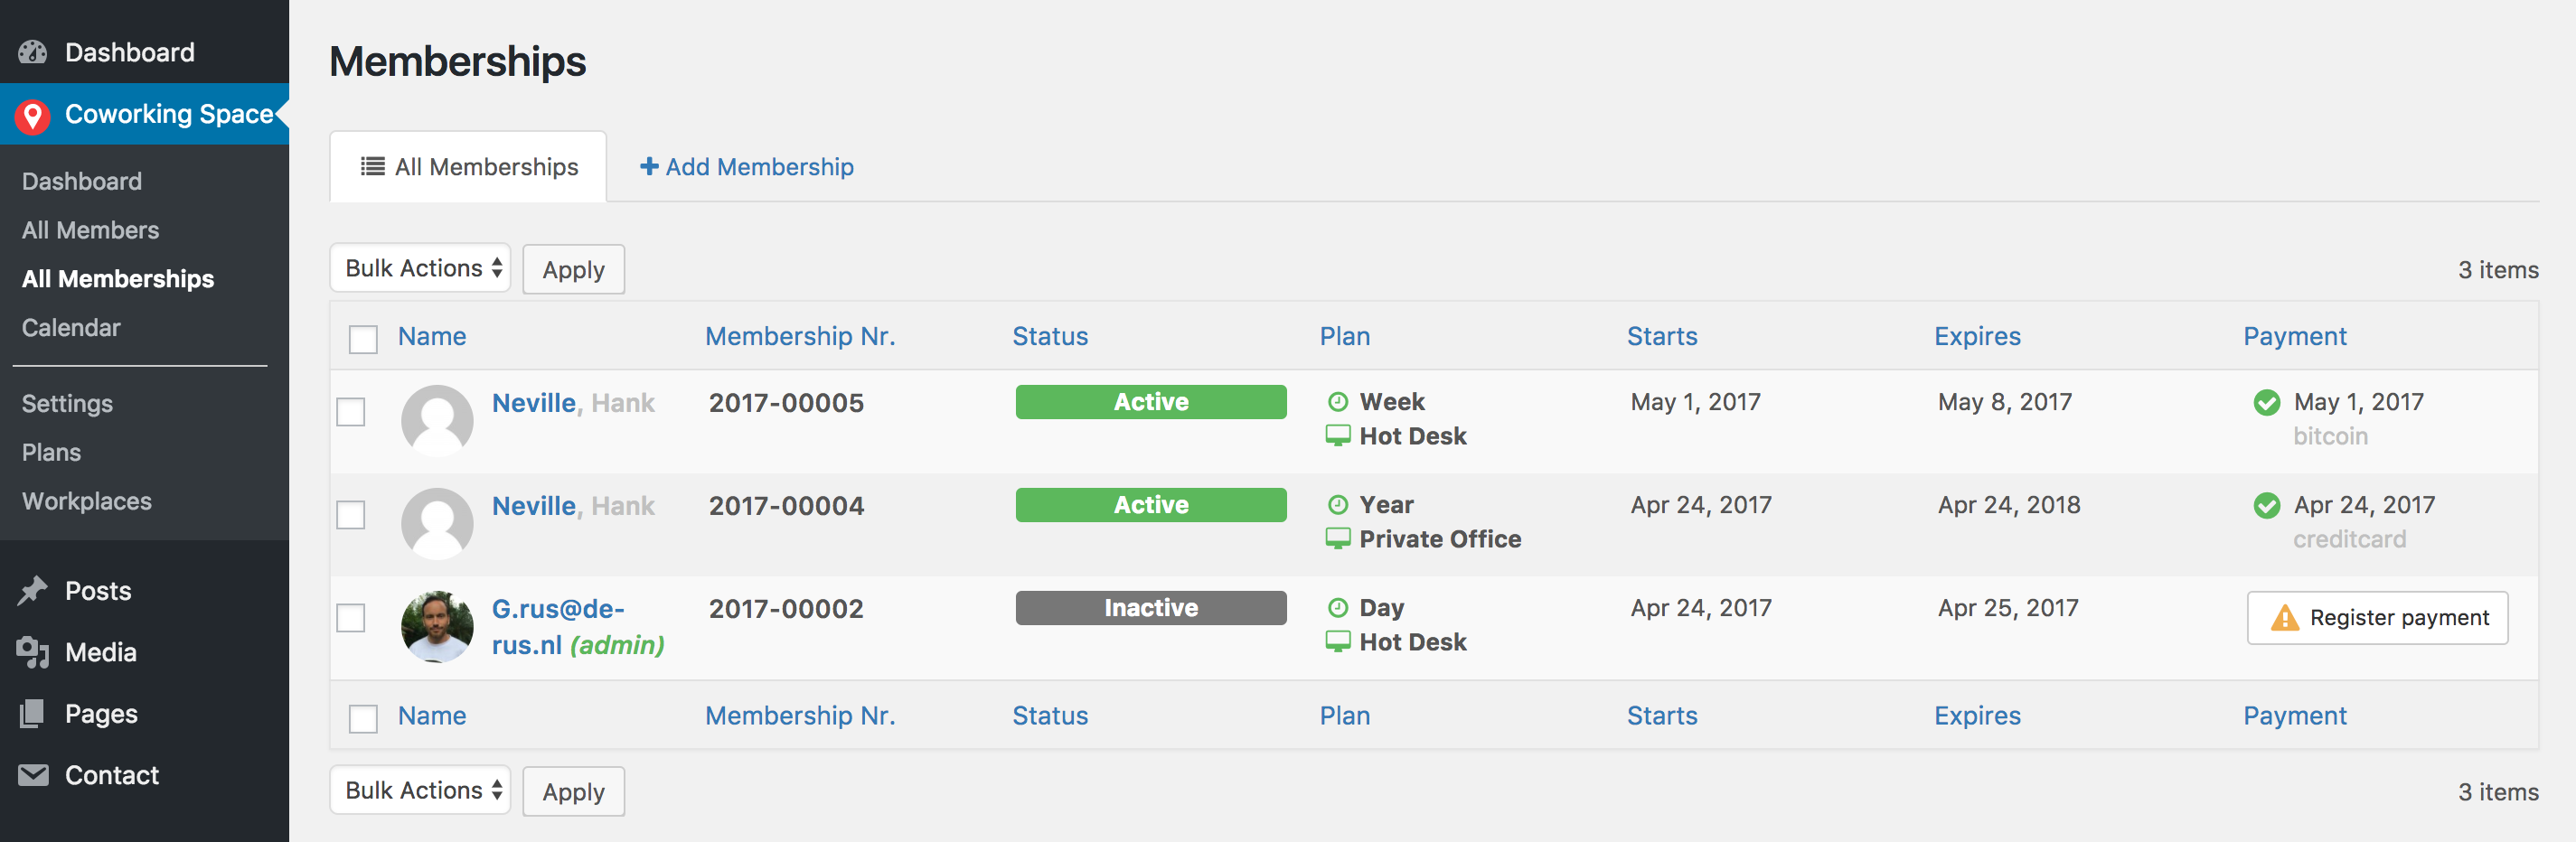 Dashboard
Coworking Space
Dashboard
All Members
All Memberships
Calendar
Settings
Plans
Workplaces
Posts
Media
Pages
Contact
Memberships
All Memberships
Add Membership
Bulk Actions Apply 3 items
Name Membership Nr. Status Plan Starts Expires Payment
Neville, Hank 2017-00005 Active Week May 1, 2017 May 8, 2017 May 1, 2017
Hot Desk bitcoin
Neville, Hank 2017-00004 Active Year Apr 24, 2017 Apr 24, 2018 Apr 24, 2017
Private Office creditcard
G.rus@de- 2017-00002 Inactive Day Apr 24, 2017 Apr 25, 2017 Register payment
rus.nl (admin) Hot Desk
Name Membership Nr. Status Plan Starts Expires Payment
Bulk Actions Apply 3 items